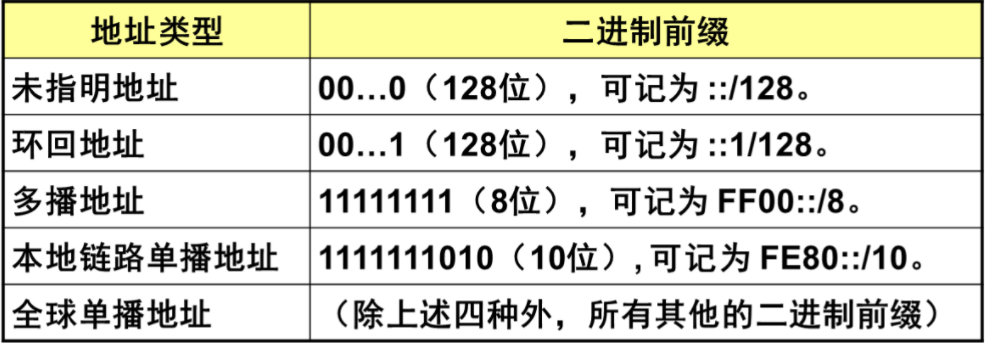 地址类型 二进制前缀
未指明地址 00…0（128位），可记为 ::/128。
环回地址 00…1（128位），可记为 ::1/128。
多播地址 11111111（8位），可记为 FF00::/8。
本地链路单播地址 1111111010（10位）,可记为 FE80::/10。
全球单播地址 （除上述四种外，所有其他的二进制前缀）